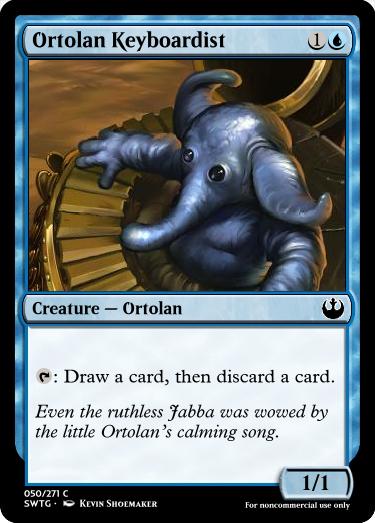 Ortolan Keyboardist 1
Creature — Ortolan
: Draw a card, then discard a card.
Even the ruthless Jabba was wowed by
the little Ortolan's calming song.
1/1
050/271 C
SWTG · Kevin Shoemaker
For noncommercial use only